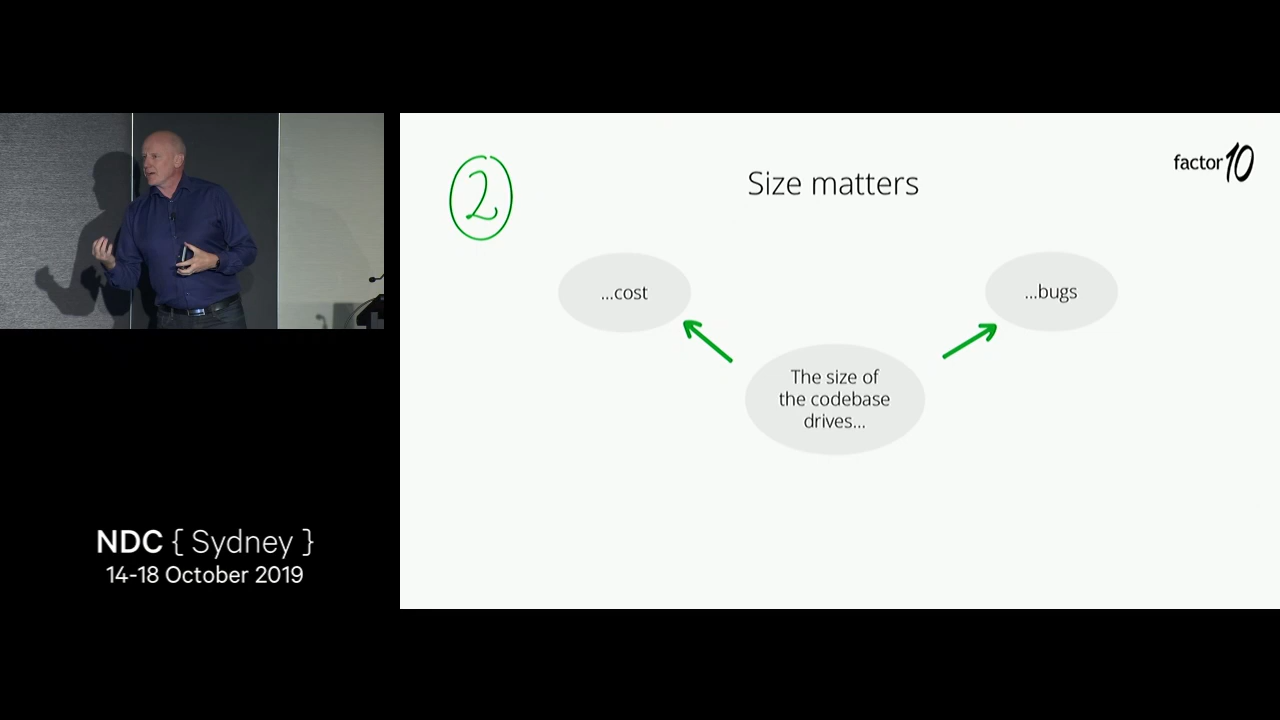 2
Size matters
factor10
...cost
...bugs
The size of
the codebase
drives...
NDC { Sydney }
14-18 October 2019